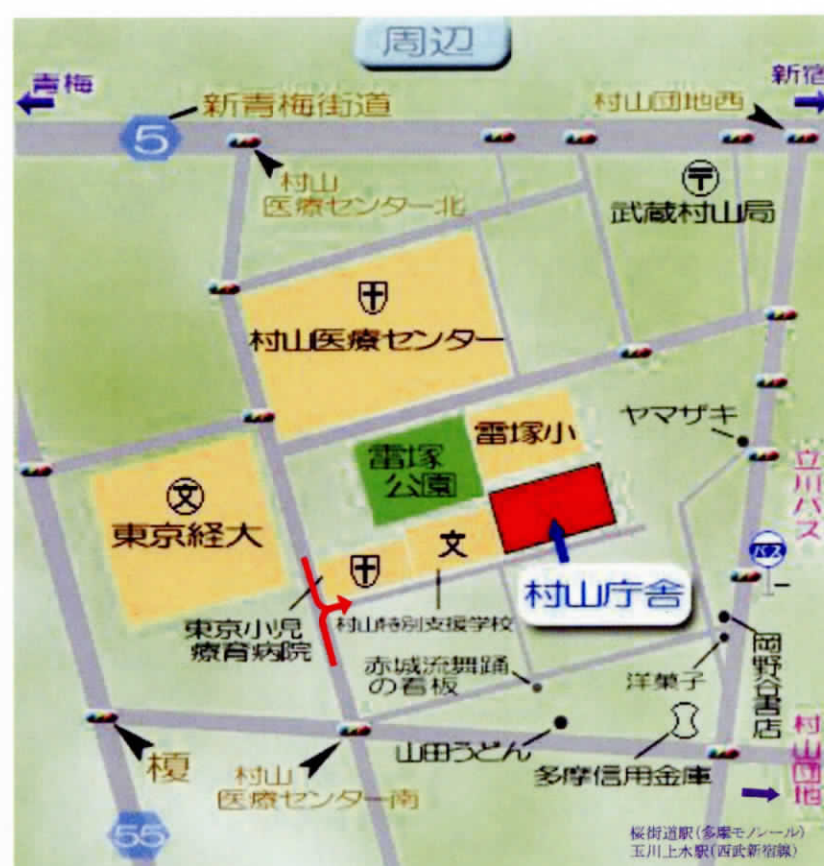 周辺
青梅
新宿
新青梅街道
村山団地西
5
村山
医療センター北
〒
武蔵村山局
村山医療センター
ヤマザキ
雷塚小
雷塚
公園
立川バス
文
東京経大
文
バス
村山庁舎
東京小児
療育病院
村山特別支援学校
赤城流舞踊
の看板
洋菓子
岡野谷書店
榎
村山
医療センター南
山田うどん
多摩信用金庫
村山団地
55
桜街道駅(多摩モノレール)
玉川上水駅(西武新宿線)